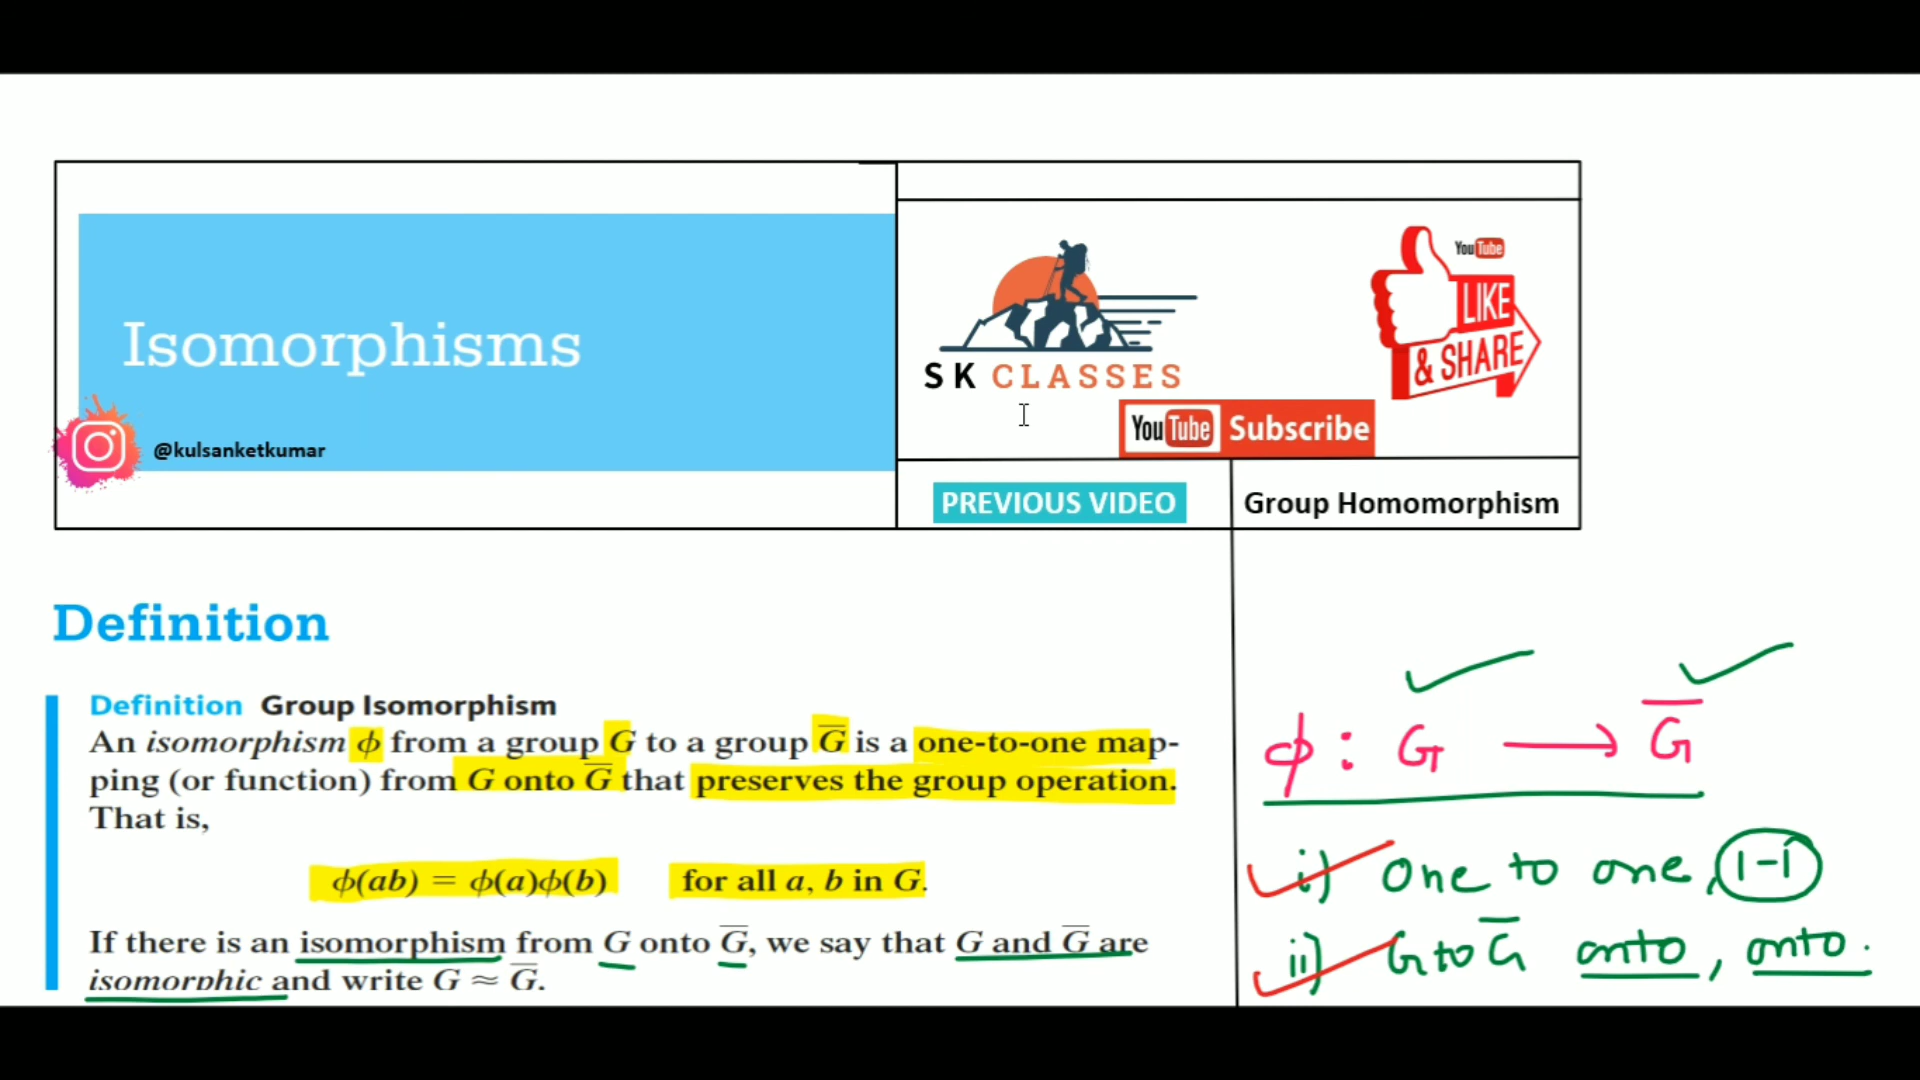 Isomorphisms
@kulsanketkumar
SK CLASSES
YouTube
LIKE
& SHARE
YouTube Subscribe
PREVIOUS VIDEO
Group Homomorphism
Definition
Definition Group Isomorphism
An isomorphism ϕ from a group G to a group G̅ is a one-to-one map-
ping (or function) from G onto G̅ that preserves the group operation.
That is,
ϕ(ab) = ϕ(a)ϕ(b) for all a, b in G.
If there is an isomorphism from G onto G̅, we say that G and G̅ are
isomorphic and write G ≈ G̅.
ϕ : G ⟶ G̅
i) One to one, 1-1
ii) G to G̅ onto, onto.